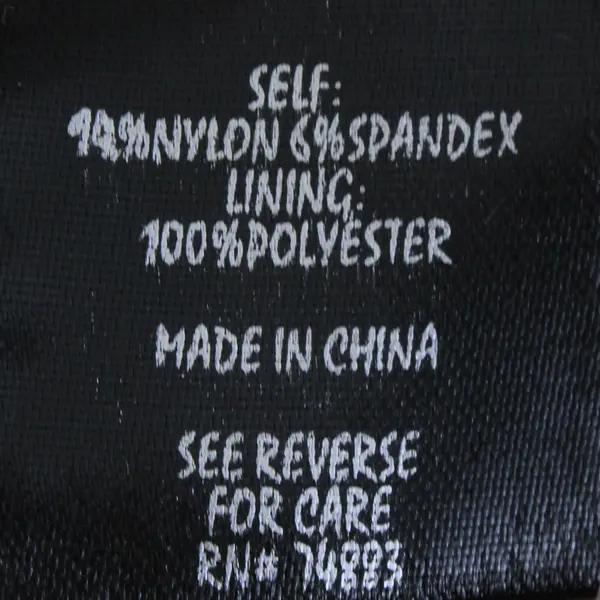 SELF:
94%NYLON 6%SPANDEX
LINING:
100%POLYESTER
MADE IN CHINA
SEE REVERSE
FOR CARE
RN# 74883